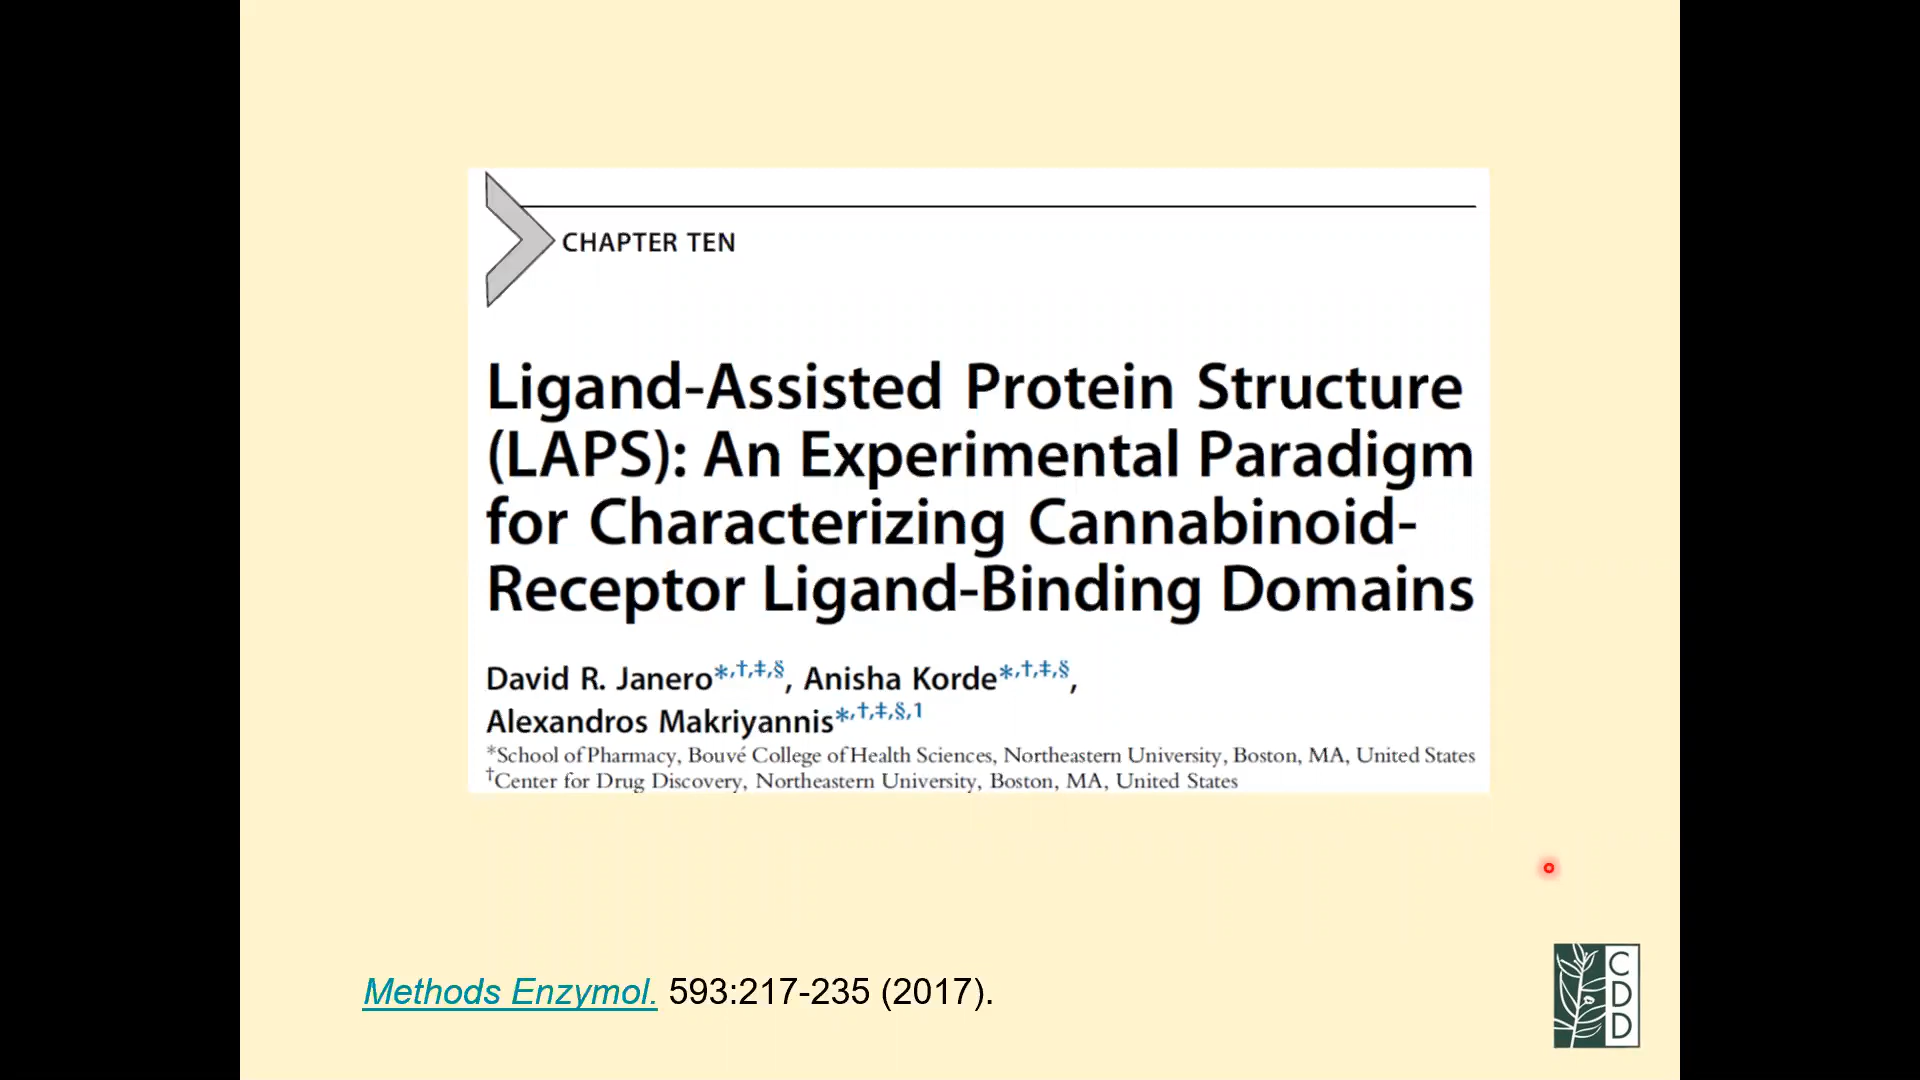 CHAPTER TEN
Ligand-Assisted Protein Structure
(LAPS): An Experimental Paradigm
for Characterizing Cannabinoid-
Receptor Ligand-Binding Domains
David R. Janero*,†,‡,§, Anisha Korde*,†,‡,§,
Alexandros Makriyannis*,†,‡,§,1
*School of Pharmacy, Bouvé College of Health Sciences, Northeastern University, Boston, MA, United States
†Center for Drug Discovery, Northeastern University, Boston, MA, United States
Methods Enzymol. 593:217-235 (2017).
C
D
D